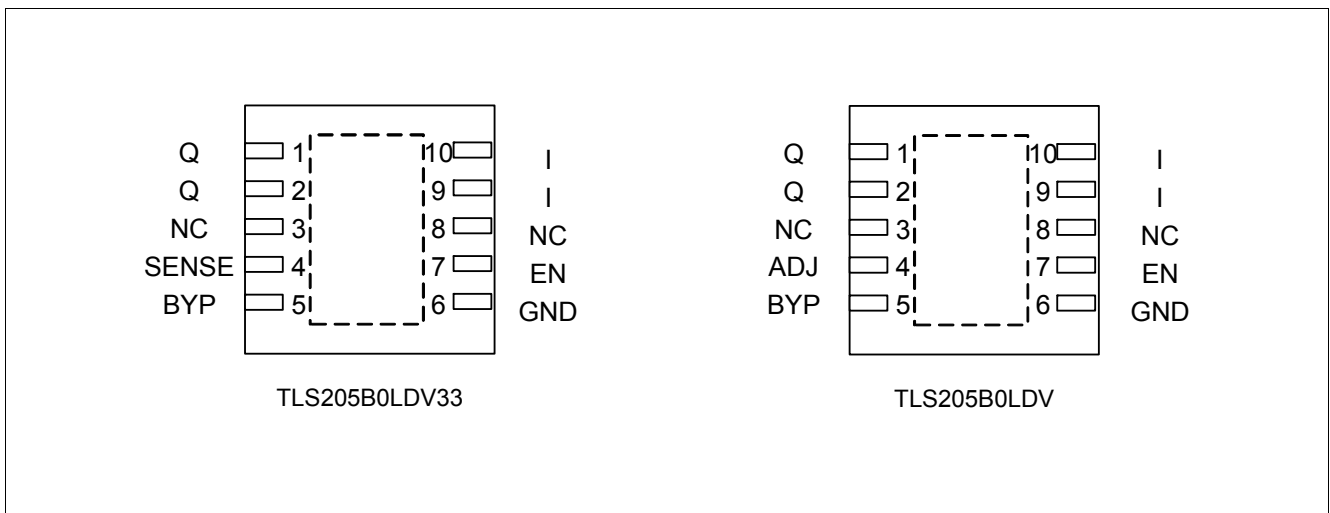 Q 1 10 I
Q 2 9 I
NC 3 8 NC
SENSE 4 7 EN
BYP 5 6 GND
TLS205B0LDV33
Q 1 10 I
Q 2 9 I
NC 3 8 NC
ADJ 4 7 EN
BYP 5 6 GND
TLS205B0LDV